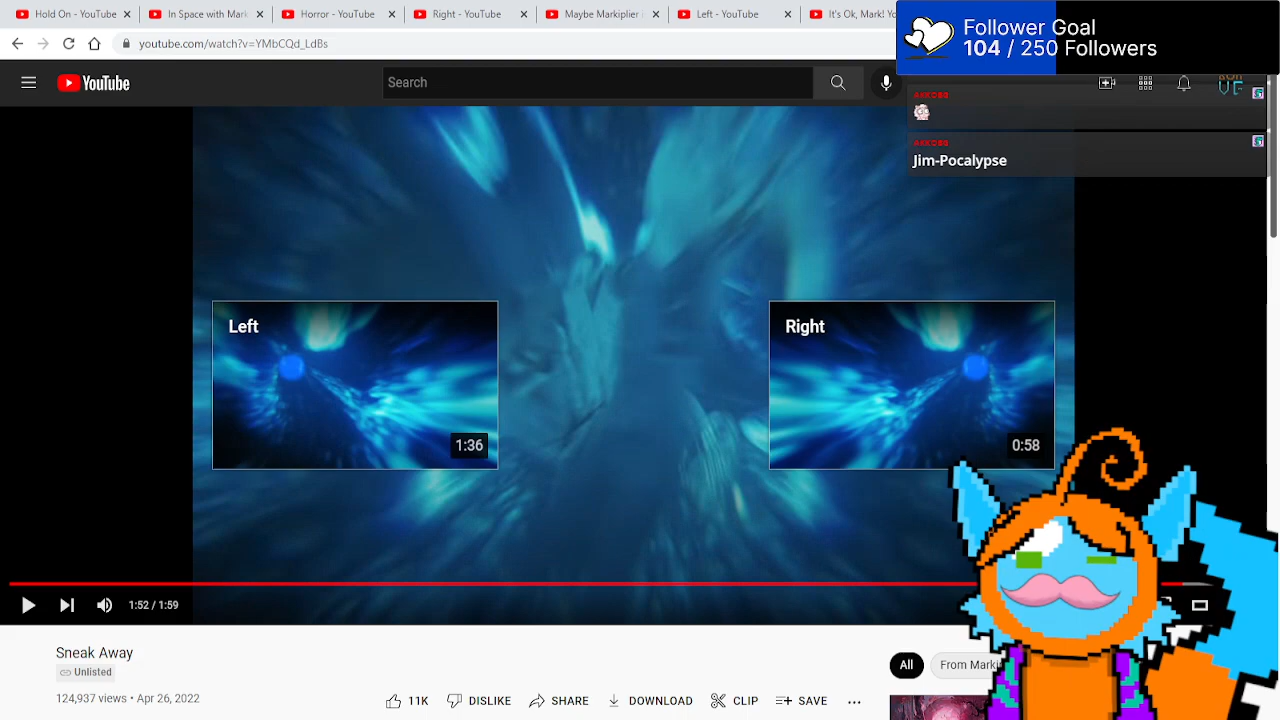 Hold On - YouTube
In Space with Mark
Horror - YouTube
Right - YouTube
Maybe Markiplier i
Left - YouTube
It's Ok, Mark! Yo
youtube.com/watch?v=YMbCQd_LdBs
Follower Goal
104 / 250 Followers
YouTube
Search
Jim-Pocalypse
Left
Right
1:36
0:58
1:52 / 1:59
Sneak Away
Unlisted
124,937 views • Apr 26, 2022
11K
DISLIKE
SHARE
DOWNLOAD
CLIP
SAVE
All
From Marki